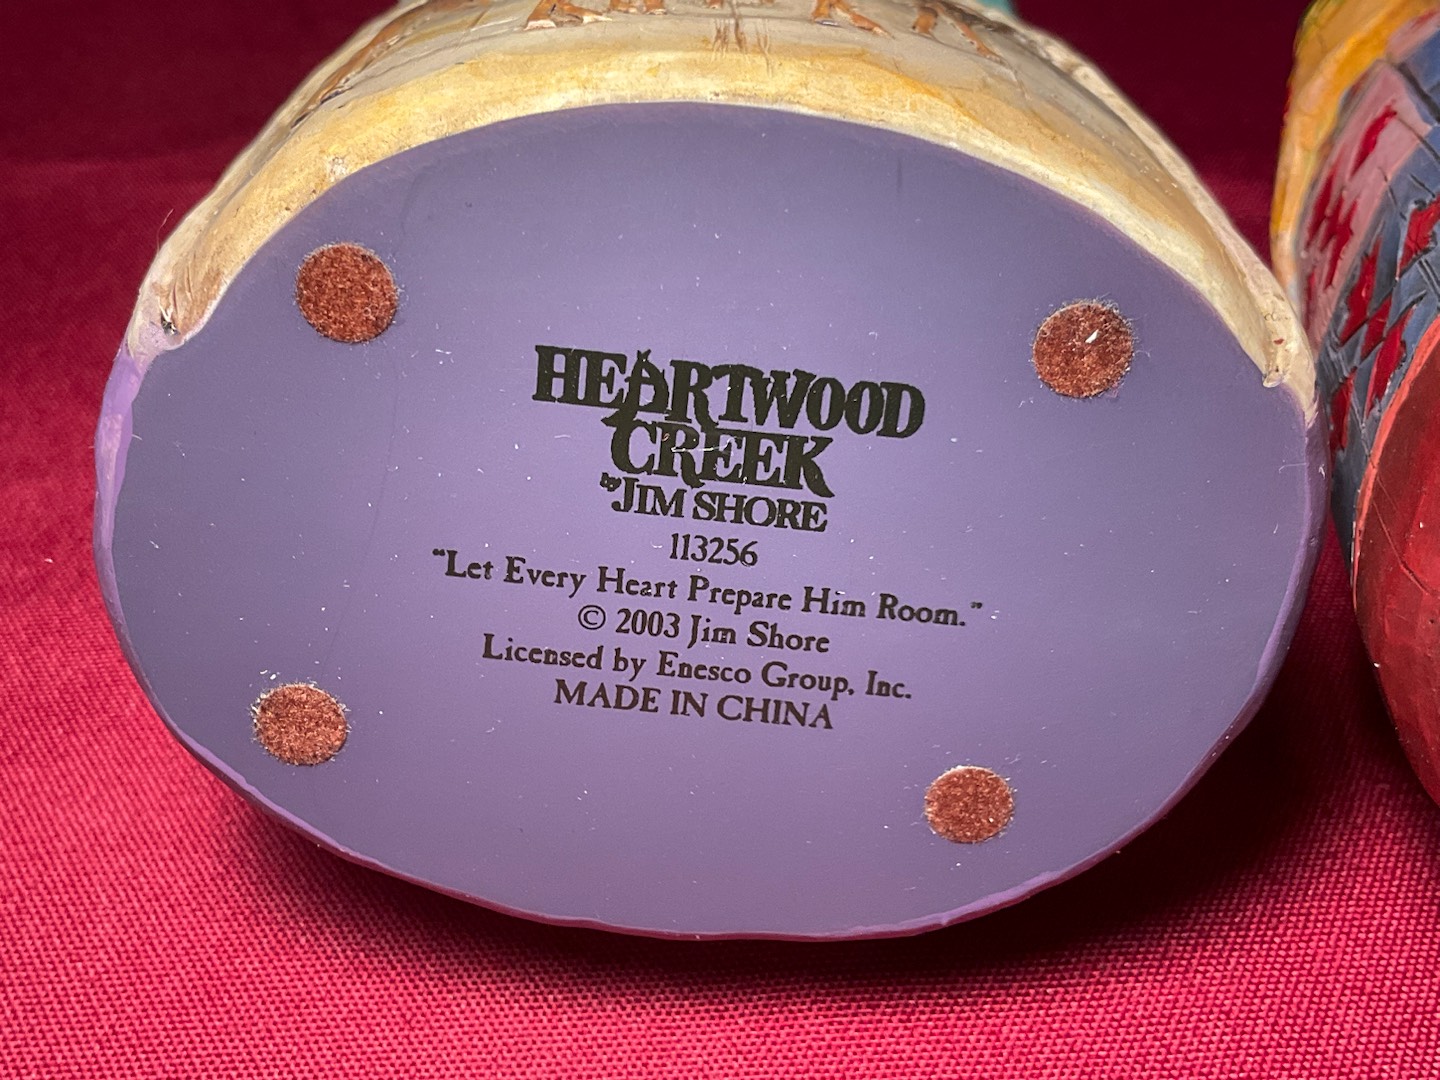 HEARTWOOD
CREEK
by JIM SHORE
113256
“Let Every Heart Prepare Him Room.”
© 2003 Jim Shore
Licensed by Enesco Group, Inc.
MADE IN CHINA